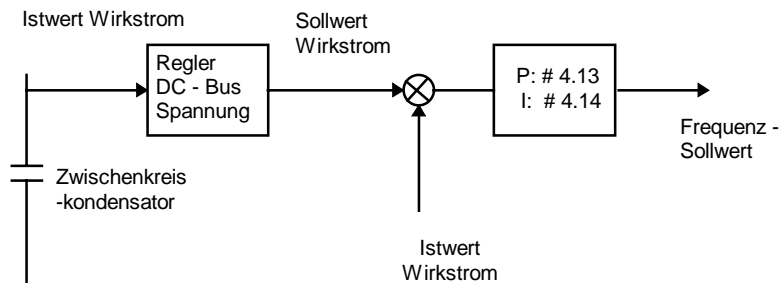 Istwert Wirkstrom
Regler
DC - Bus
Spannung
Sollwert
Wirkstrom
P: # 4.13
I: # 4.14
Frequenz -
Sollwert
Zwischenkreis
-kondensator
Istwert
Wirkstrom